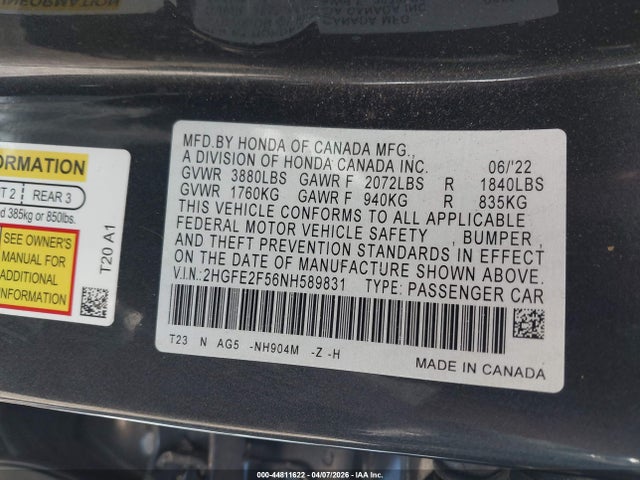 INFORMATION
ORMATION
T 2 REAR 3
d 385kg or 850lbs.
SEE OWNER'S
MANUAL FOR
ADDITIONAL
INFORMATION
T20 A1
MFD.BY HONDA OF CANADA MFG.,
A DIVISION OF HONDA CANADA INC. 06/'22
GVWR 3880LBS GAWR F 2072LBS R 1840LBS
GVWR 1760KG GAWR F 940KG R 835KG
THIS VEHICLE CONFORMS TO ALL APPLICABLE
FEDERAL MOTOR VEHICLE SAFETY , BUMPER ,
AND THEFT PREVENTION STANDARDS IN EFFECT
ON THE DATE OF MANUFACTURE SHOWN ABOVE.
V.I.N.:2HGFE2F56NH589831 TYPE: PASSENGER CAR
T23 N AG5 -NH904M -Z -H
MADE IN CANADA
000-44811622 - 04/07/2026 - IAA Inc.